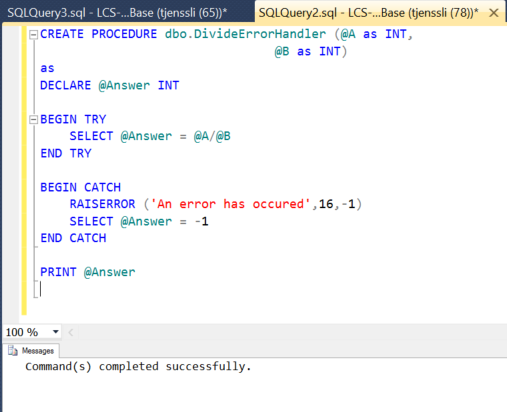 SQLQuery3.sql - LCS-...Base (tjenssli (65))* SQLQuery2.sql - LCS-...Base (tjenssli (78))* ×
CREATE PROCEDURE dbo.DivideErrorHandler (@A as INT,
@B as INT)
as
DECLARE @Answer INT
BEGIN TRY
SELECT @Answer = @A/@B
END TRY
BEGIN CATCH
RAISERROR ('An error has occured',16,-1)
SELECT @Answer = -1
END CATCH
PRINT @Answer
100 %
Messages
Command(s) completed successfully.